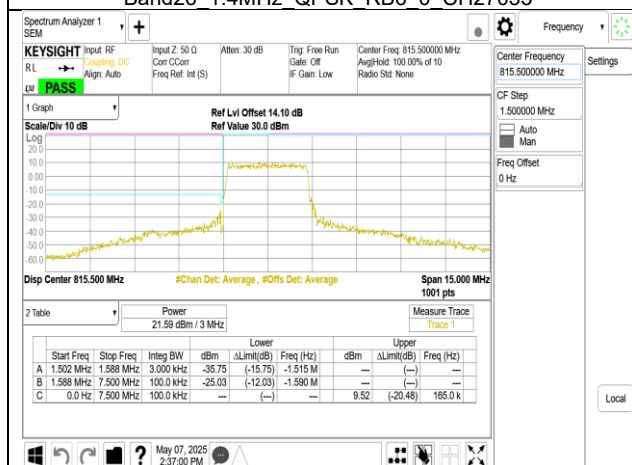 Band26_1.4MHz_QPSK_RB6_0_CH27035
Spectrum Analyzer 1
SEM
+
Frequency
KEYSIGHT
RL
LXI
PASS
Input: RF
Coupling: DC
Align: Auto
Input Z: 50 Ω
Corr CCorr
Freq Ref: Int (S)
Atten: 30 dB
Trig: Free Run
Gate: Off
IF Gain: Low
Center Freq: 815.500000 MHz
Avg|Hold: 100.00% of 10
Radio Std: None
Center Frequency
815.500000 MHz
Settings
CF Step
1.500000 MHz
Auto
Man
Freq Offset
0 Hz
1 Graph
Scale/Div 10 dB
Ref Lvl Offset 14.10 dB
Ref Value 30.0 dBm
Log
20.0
10.0
0.00
-10.0
-20.0
-30.0
-40.0
-50.0
-60.0
Disp Center 815.500 MHz
#Chan Det: Average, #Offs Det: Average
Span 15.000 MHz
1001 pts
2 Table
Power
21.59 dBm / 3 MHz
Measure Trace
Trace 1
Lower Upper
Start Freq Stop Freq Integ BW dBm ΔLimit(dB) Freq (Hz) dBm ΔLimit(dB) Freq (Hz)
A 1.502 MHz 1.588 MHz 3.000 kHz -35.75 (-15.75) -1.515 M --- (---) ---
B 1.588 MHz 7.500 MHz 100.0 kHz -25.03 (-12.03) -1.590 M --- (---) ---
C 0.0 Hz 7.500 MHz 100.0 kHz --- (---) --- 9.52 (-20.48) 165.0 k
Local
?
May 07, 2025
2:37:00 PM